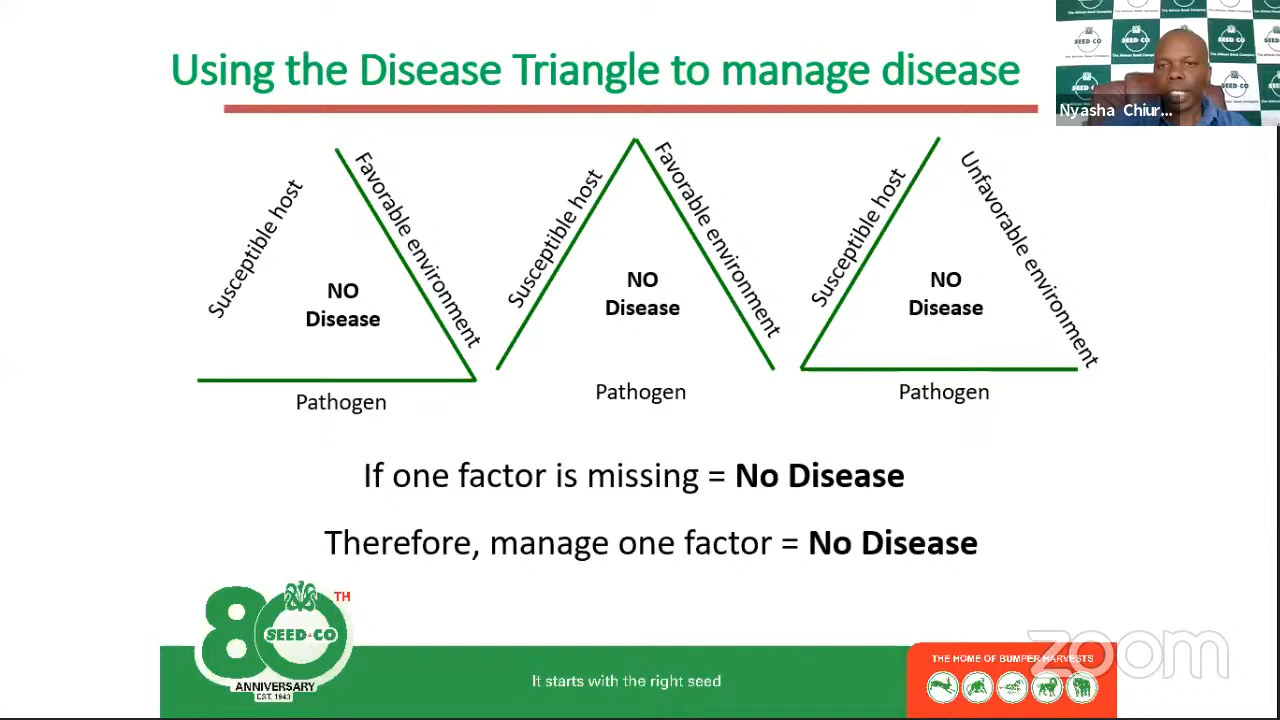 Using the Disease Triangle to manage disease
Nyasha Chiur...
Susceptible host
Favorable environment
NO
Disease
Pathogen
Susceptible host
Favorable environment
NO
Disease
Pathogen
Susceptible host
Unfavorable environment
NO
Disease
Pathogen
If one factor is missing = No Disease
Therefore, manage one factor = No Disease
80 TH
SEED-CO
ANNIVERSARY
EST. 1940
It starts with the right seed
THE HOME OF BUMPER HARVESTS
zoom